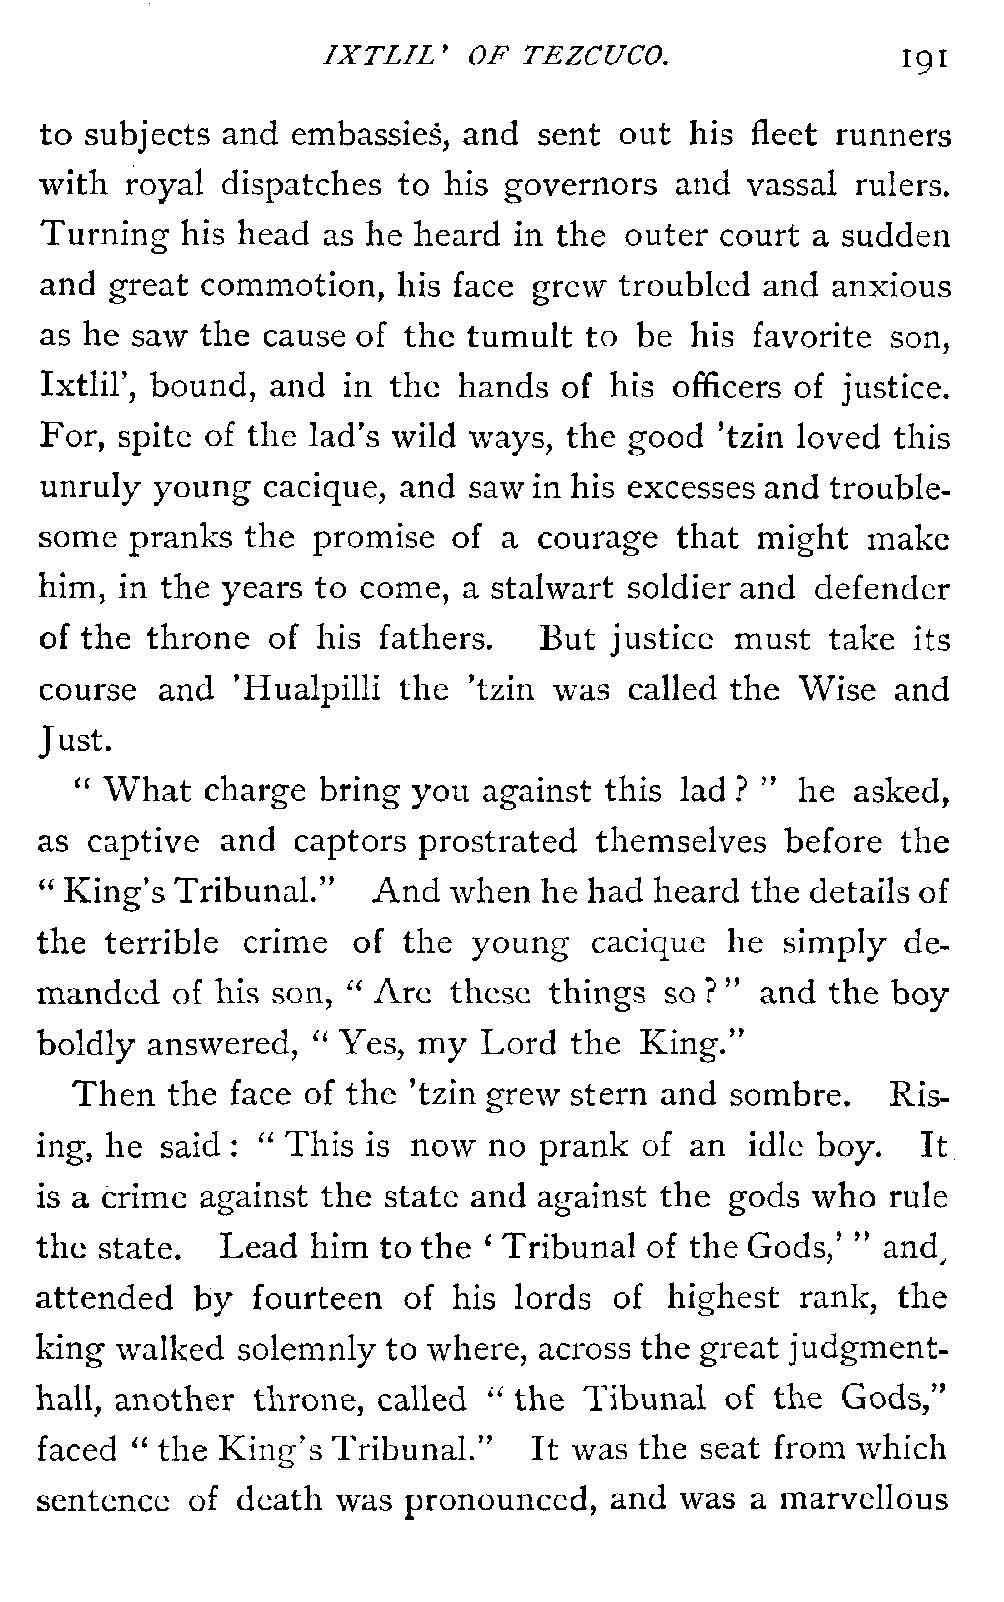 IXTLIL' OF TEZCUCO. 191
to subjects and embassies, and sent out his fleet runners
with royal dispatches to his governors and vassal rulers.
Turning his head as he heard in the outer court a sudden
and great commotion, his face grew troubled and anxious
as he saw the cause of the tumult to be his favorite son,
Ixtlil', bound, and in the hands of his officers of justice.
For, spite of the lad's wild ways, the good 'tzin loved this
unruly young cacique, and saw in his excesses and trouble-
some pranks the promise of a courage that might make
him, in the years to come, a stalwart soldier and defender
of the throne of his fathers. But justice must take its
course and 'Hualpilli the 'tzin was called the Wise and
Just.
" What charge bring you against this lad ? " he asked,
as captive and captors prostrated themselves before the
" King's Tribunal." And when he had heard the details of
the terrible crime of the young cacique he simply de-
manded of his son, " Are these things so ? " and the boy
boldly answered, " Yes, my Lord the King."
Then the face of the 'tzin grew stern and sombre. Ris-
ing, he said : " This is now no prank of an idle boy. It
is a crime against the state and against the gods who rule
the state. Lead him to the ' Tribunal of the Gods,' " and,
attended by fourteen of his lords of highest rank, the
king walked solemnly to where, across the great judgment-
hall, another throne, called " the Tibunal of the Gods,"
faced " the King's Tribunal." It was the seat from which
sentence of death was pronounced, and was a marvellous